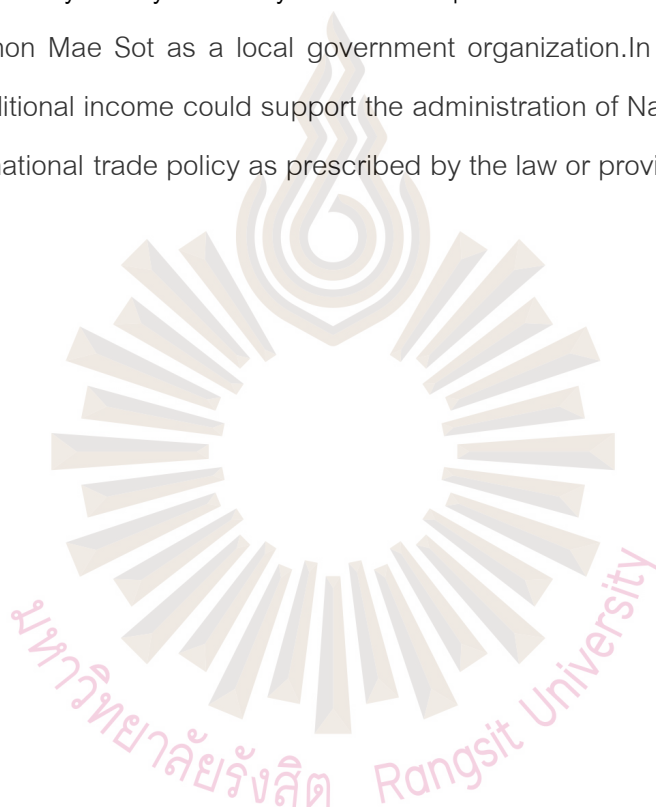 non Mae Sot as a local government organization.In
ditional income could support the administration of Na
national trade policy as prescribed by the law or provi
มหาวิทยาลัยรังสิต Rangsit University